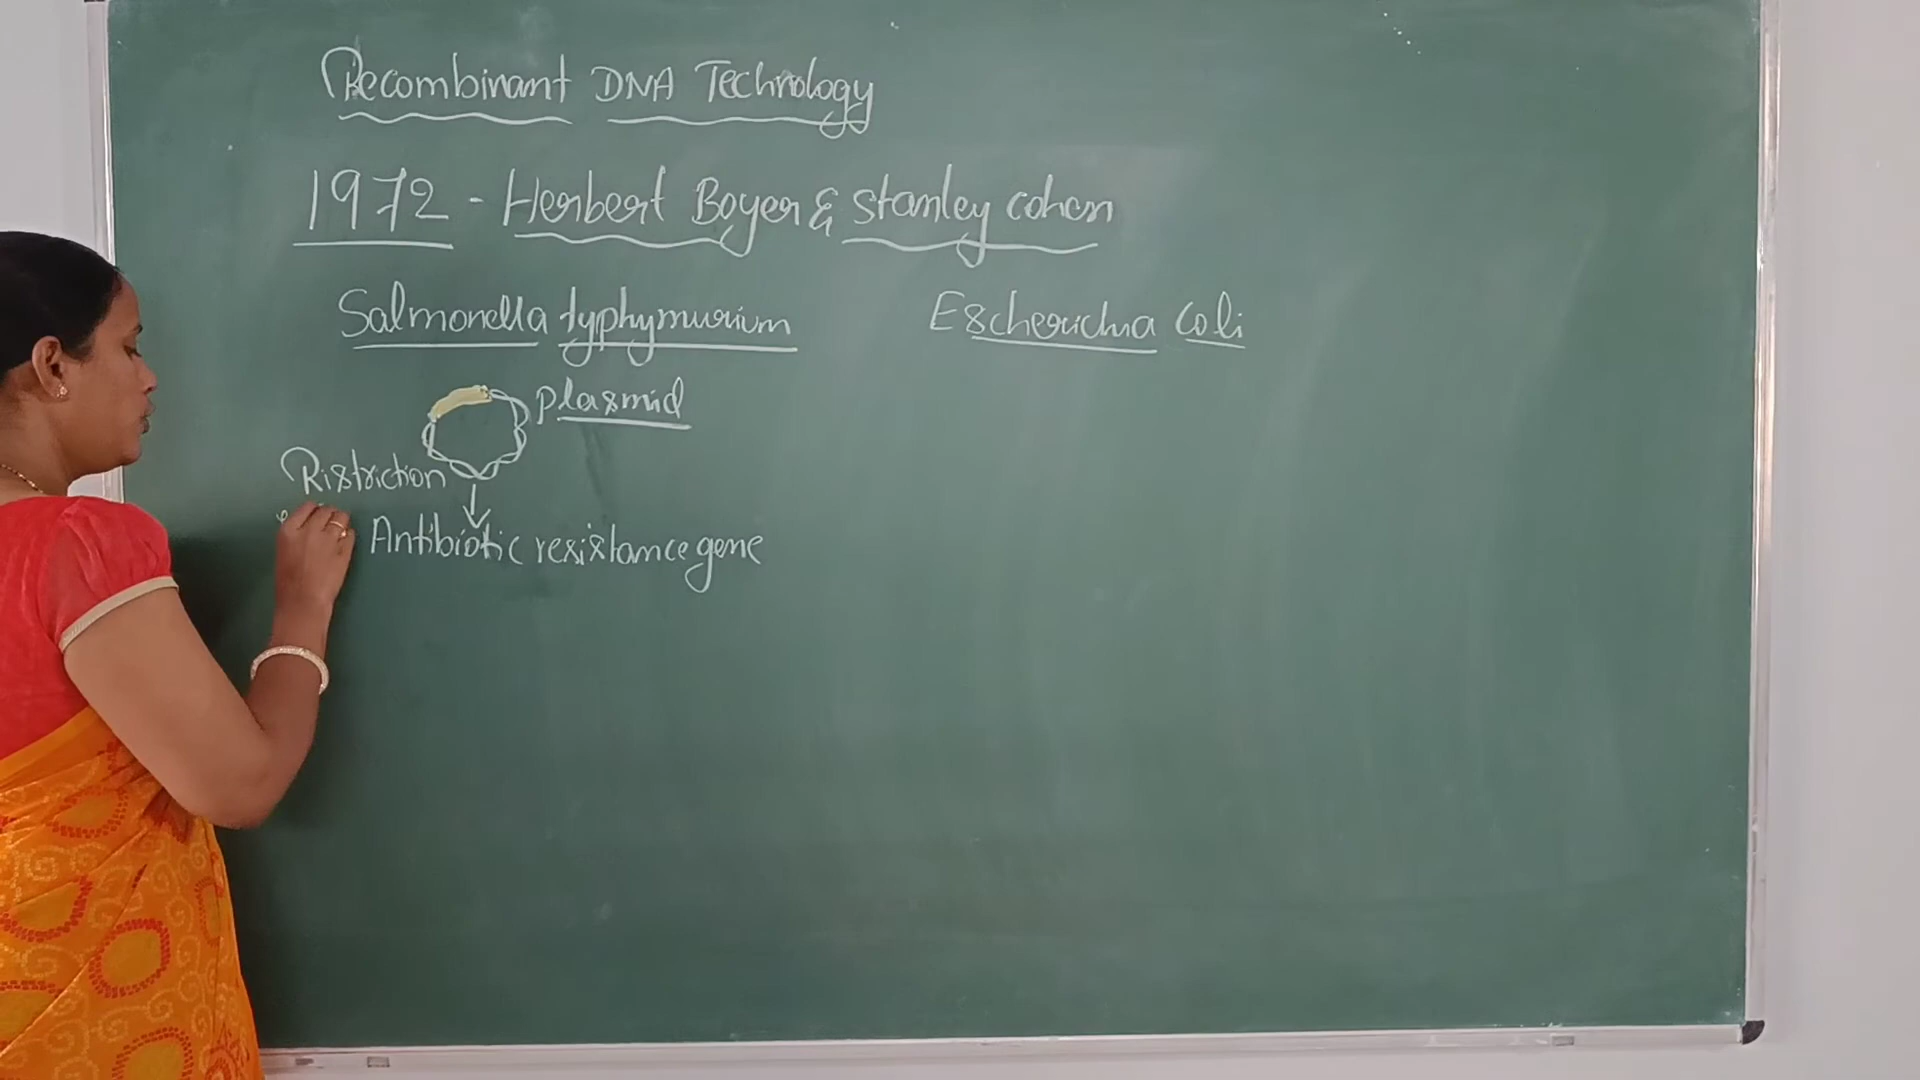 Recombinant DNA Technology
1972 - Herbert Boyer & Stanley cohen
Salmonella typhymurium Escherichia coli
plasmid
Ristriction
Antibiotic resistance gene